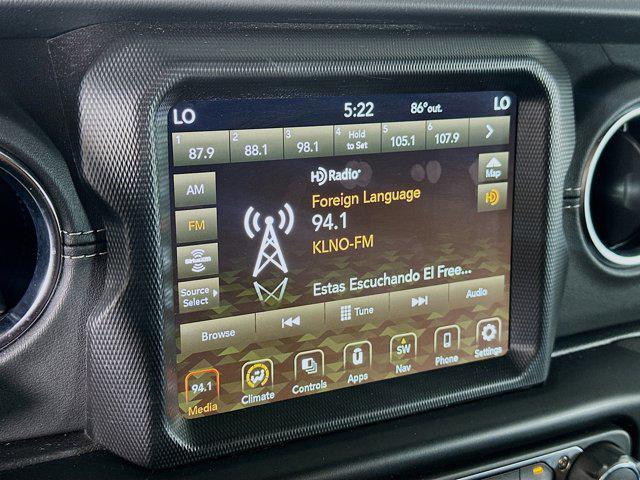 LO 5:22 86°out. LO
1 87.9 2 88.1 3 98.1 4 Hold to Set 5 105.1 6 107.9
HD Radio
Map
AM
Foreign Language
HD
94.1
FM
KLNO-FM
SiriusXM
Source Select
Estas Escuchando El Free...
Browse Tune Audio
94.1 SW
Media Climate Controls Apps Nav Phone Settings